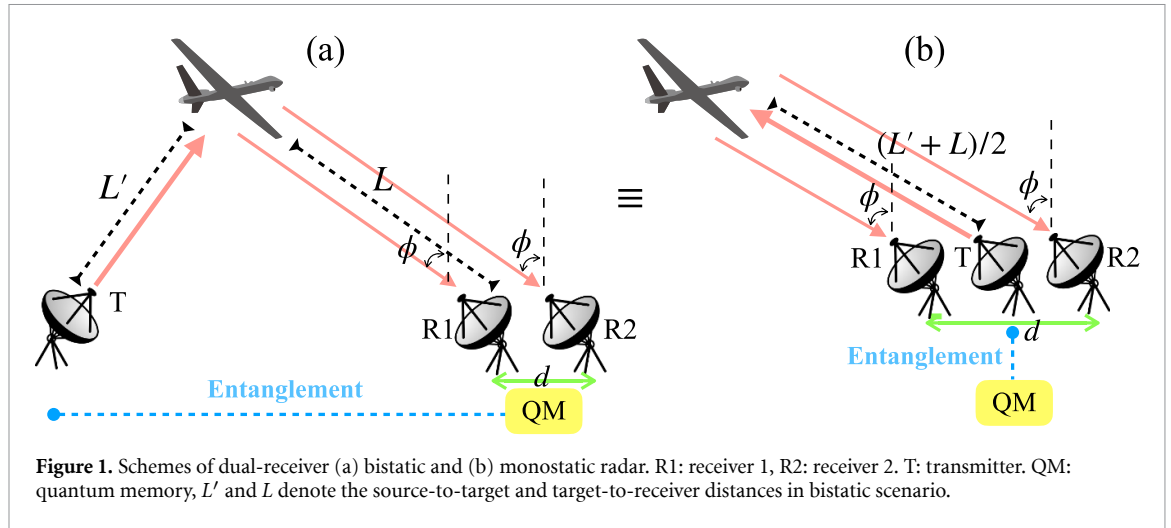 (a)
(b)
L′
L
ϕ
ϕ
T
R1
R2
d
Entanglement
QM
≡
(L′ + L)/2
ϕ
ϕ
R1
T
R2
d
Entanglement
QM
Figure 1. Schemes of dual-receiver (a) bistatic and (b) monostatic radar. R1: receiver 1, R2: receiver 2. T: transmitter. QM:
quantum memory, L′ and L denote the source-to-target and target-to-receiver distances in bistatic scenario.